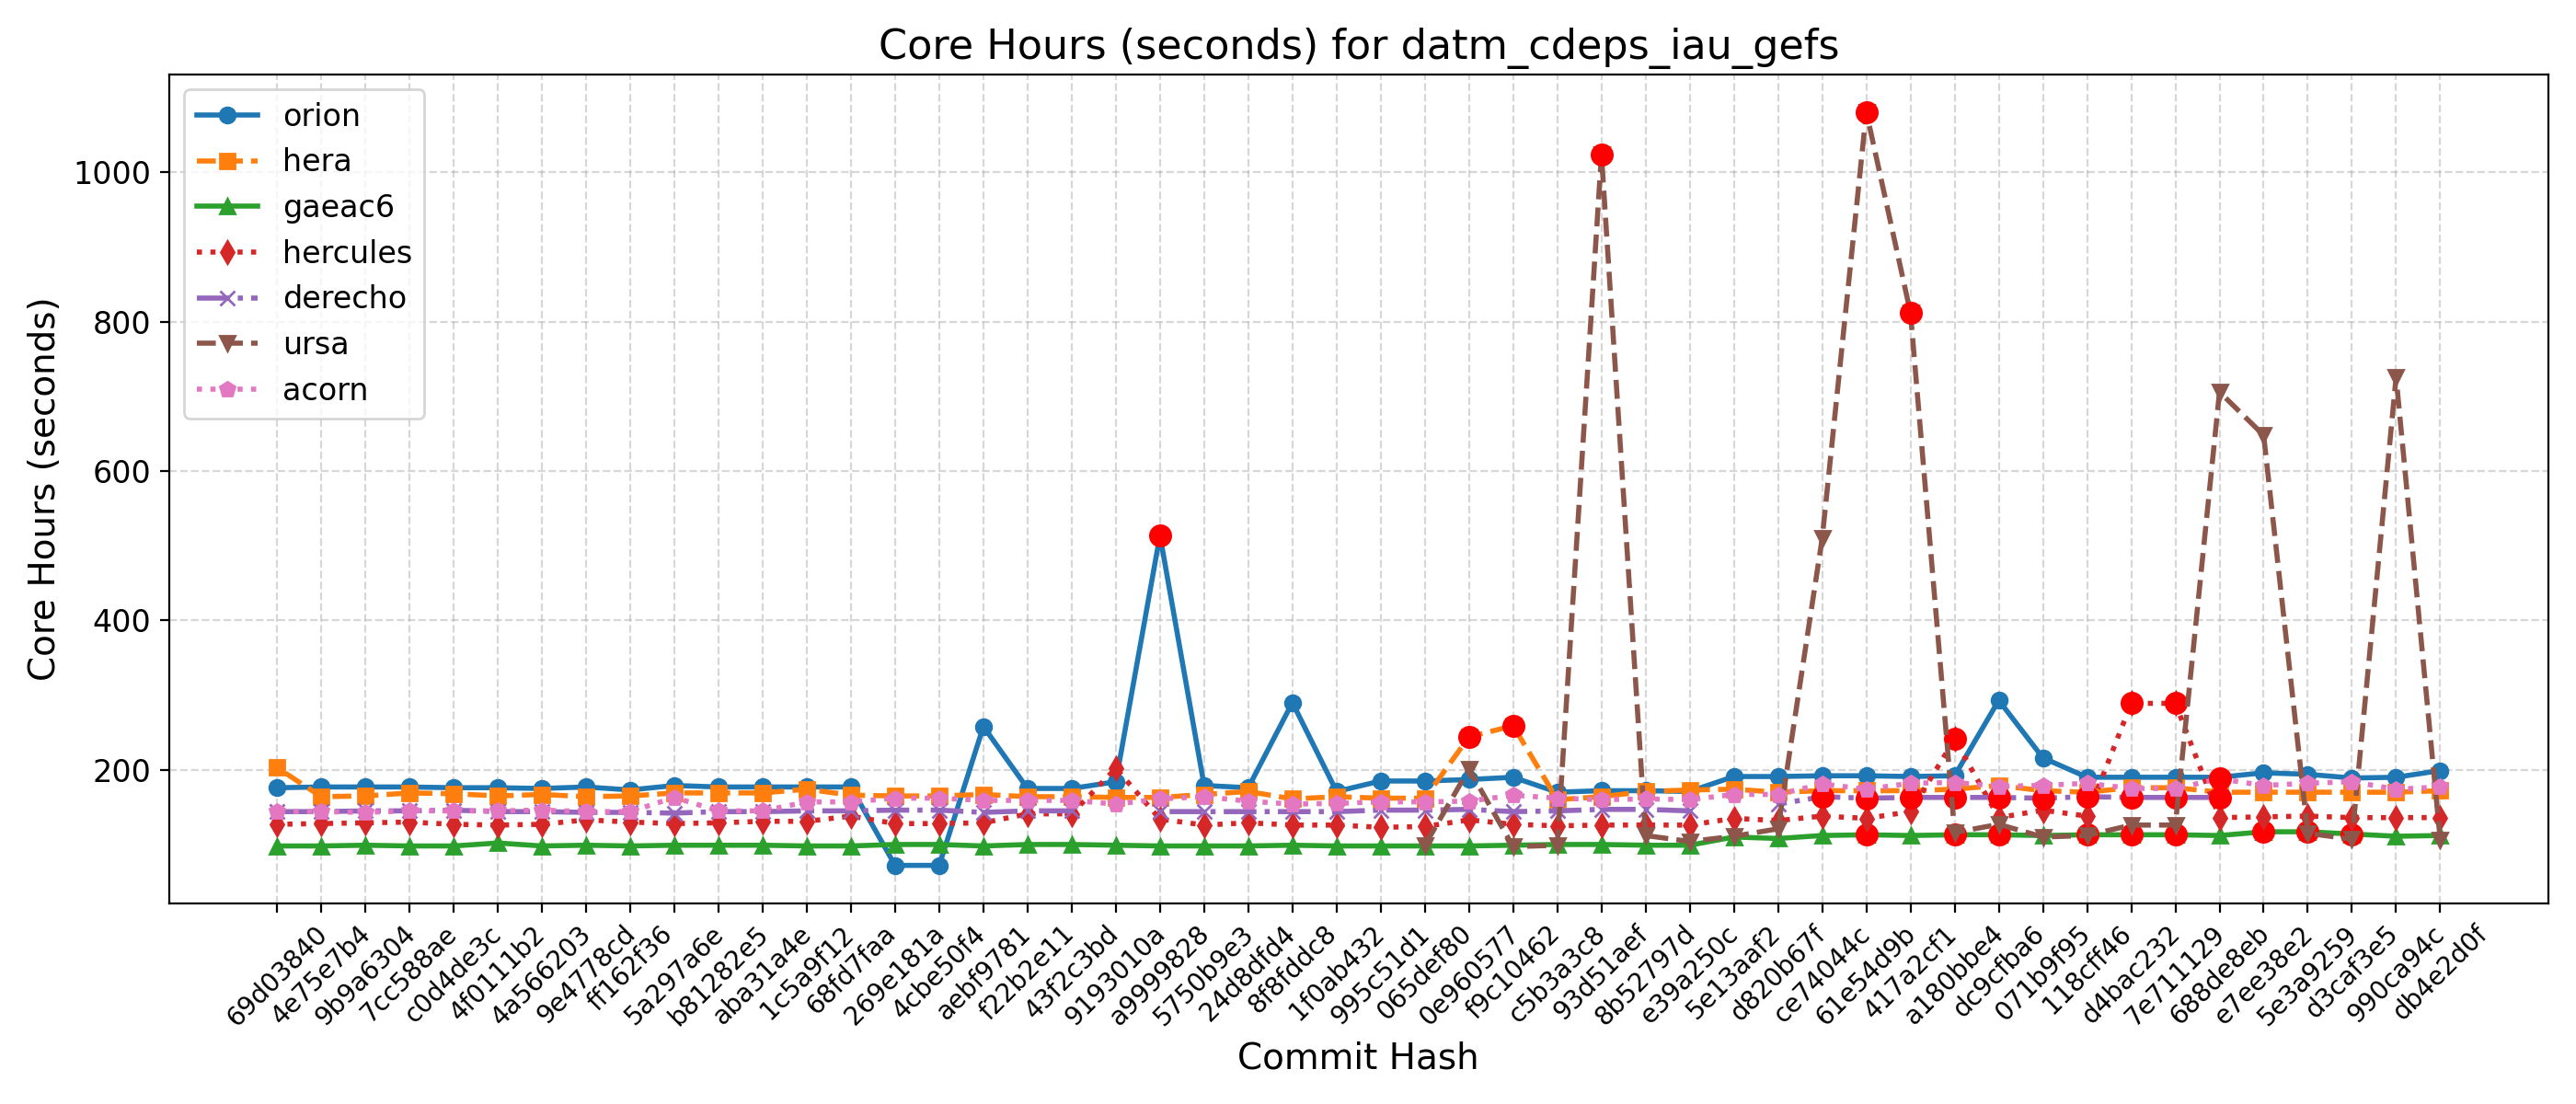 Core Hours (seconds) for datm_cdeps_iau_gefs
orion
hera
gaeac6
hercules
derecho
ursa
acorn
Core Hours (seconds)
1000
800
600
400
200
69d03840
4e75e7b4
9b9a6304
7cc588ae
c0d4de3c
4f0111b2
4a566203
9e4778cd
ff162f36
5a297a6e
b81282e5
aba31a4e
1c5a9f12
68fd7faa
269e181a
4cbe50f4
aebf9781
f22b2e11
43f2c3bd
9193010a
a9999828
5750b9e3
24d8dfd4
8f8fddc8
1f0ab432
995c51d1
065def80
0e960577
f9c10462
c5b3a3c8
93d51aef
8b52797d
e39a250c
5e13aaf2
d820b67f
ce74044c
61e54d9b
417a2cf1
a180bbe4
dc9cfba6
071b9f95
118cff46
d4bac232
7e711129
688de8eb
e7ee38e2
5e3a9259
d3caf3e5
990ca94c
db4e2d0f
Commit Hash